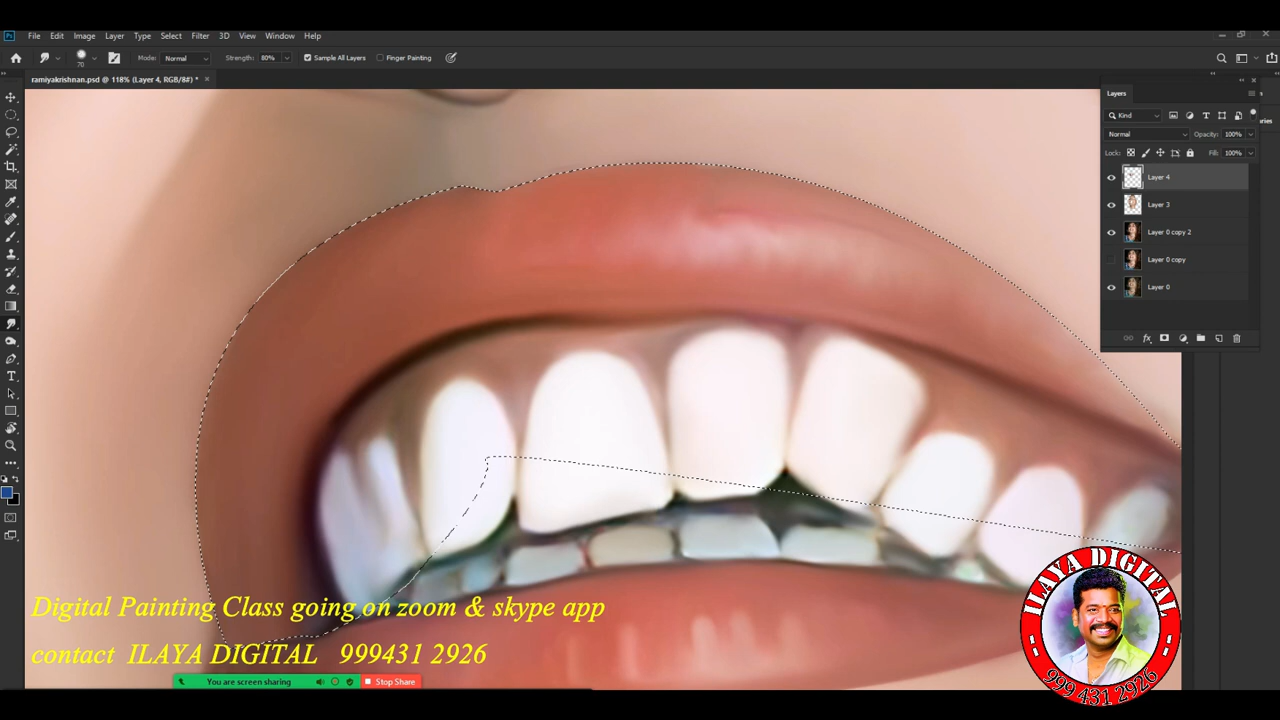 Ps File Edit Image Layer Type Select Filter 3D View Window Help
70 Mode: Normal Strength: 80% Sample All Layers Finger Painting
ramiyakrishnan.psd @ 118% (Layer 4, RGB/8#) * ×
Layers
Kind
Normal Opacity: 100%
Lock: Fill: 100%
Layer 4
Layer 3
Layer 0 copy 2
Layer 0 copy
Layer 0
fx
Digital Painting Class going on zoom & skype app
contact ILAYA DIGITAL 999431 2926
You are screen sharing Stop Share
ILAYA DIGITAL
999 431 2926